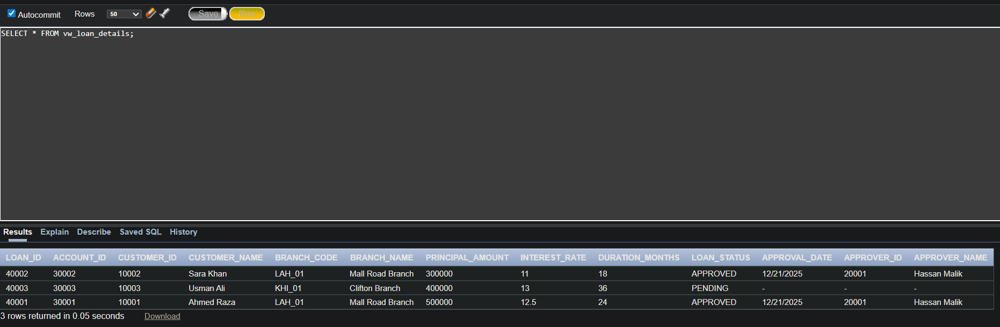 Autocommit Rows 50 Save Run
SELECT * FROM vw_loan_details;
Results Explain Describe Saved SQL History
LOAN_ID ACCOUNT_ID CUSTOMER_ID CUSTOMER_NAME BRANCH_CODE BRANCH_NAME PRINCIPAL_AMOUNT INTEREST_RATE DURATION_MONTHS LOAN_STATUS APPROVAL_DATE APPROVER_ID APPROVER_NAME
40002 30002 10002 Sara Khan LAH_01 Mall Road Branch 300000 11 18 APPROVED 12/21/2025 20001 Hassan Malik
40003 30003 10003 Usman Ali KHI_01 Clifton Branch 400000 13 36 PENDING - - -
40001 30001 10001 Ahmed Raza LAH_01 Mall Road Branch 500000 12.5 24 APPROVED 12/21/2025 20001 Hassan Malik
3 rows returned in 0.05 seconds Download